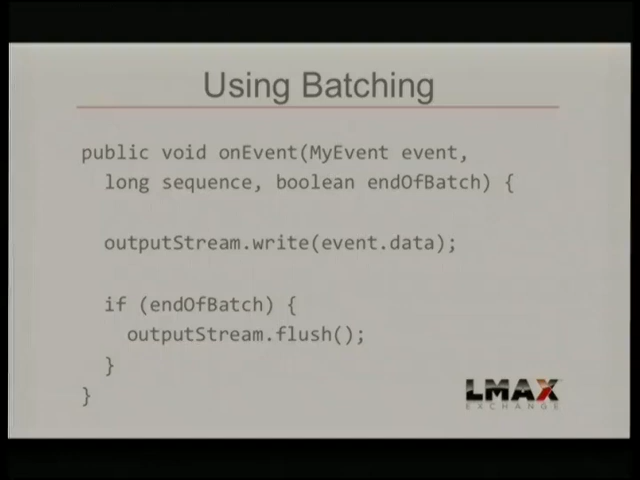 Using Batching
public void onEvent(MyEvent event,
long sequence, boolean endOfBatch) {
outputStream.write(event.data);
if (endOfBatch) {
outputStream.flush();
}
}
LMAX
EXCHANGE